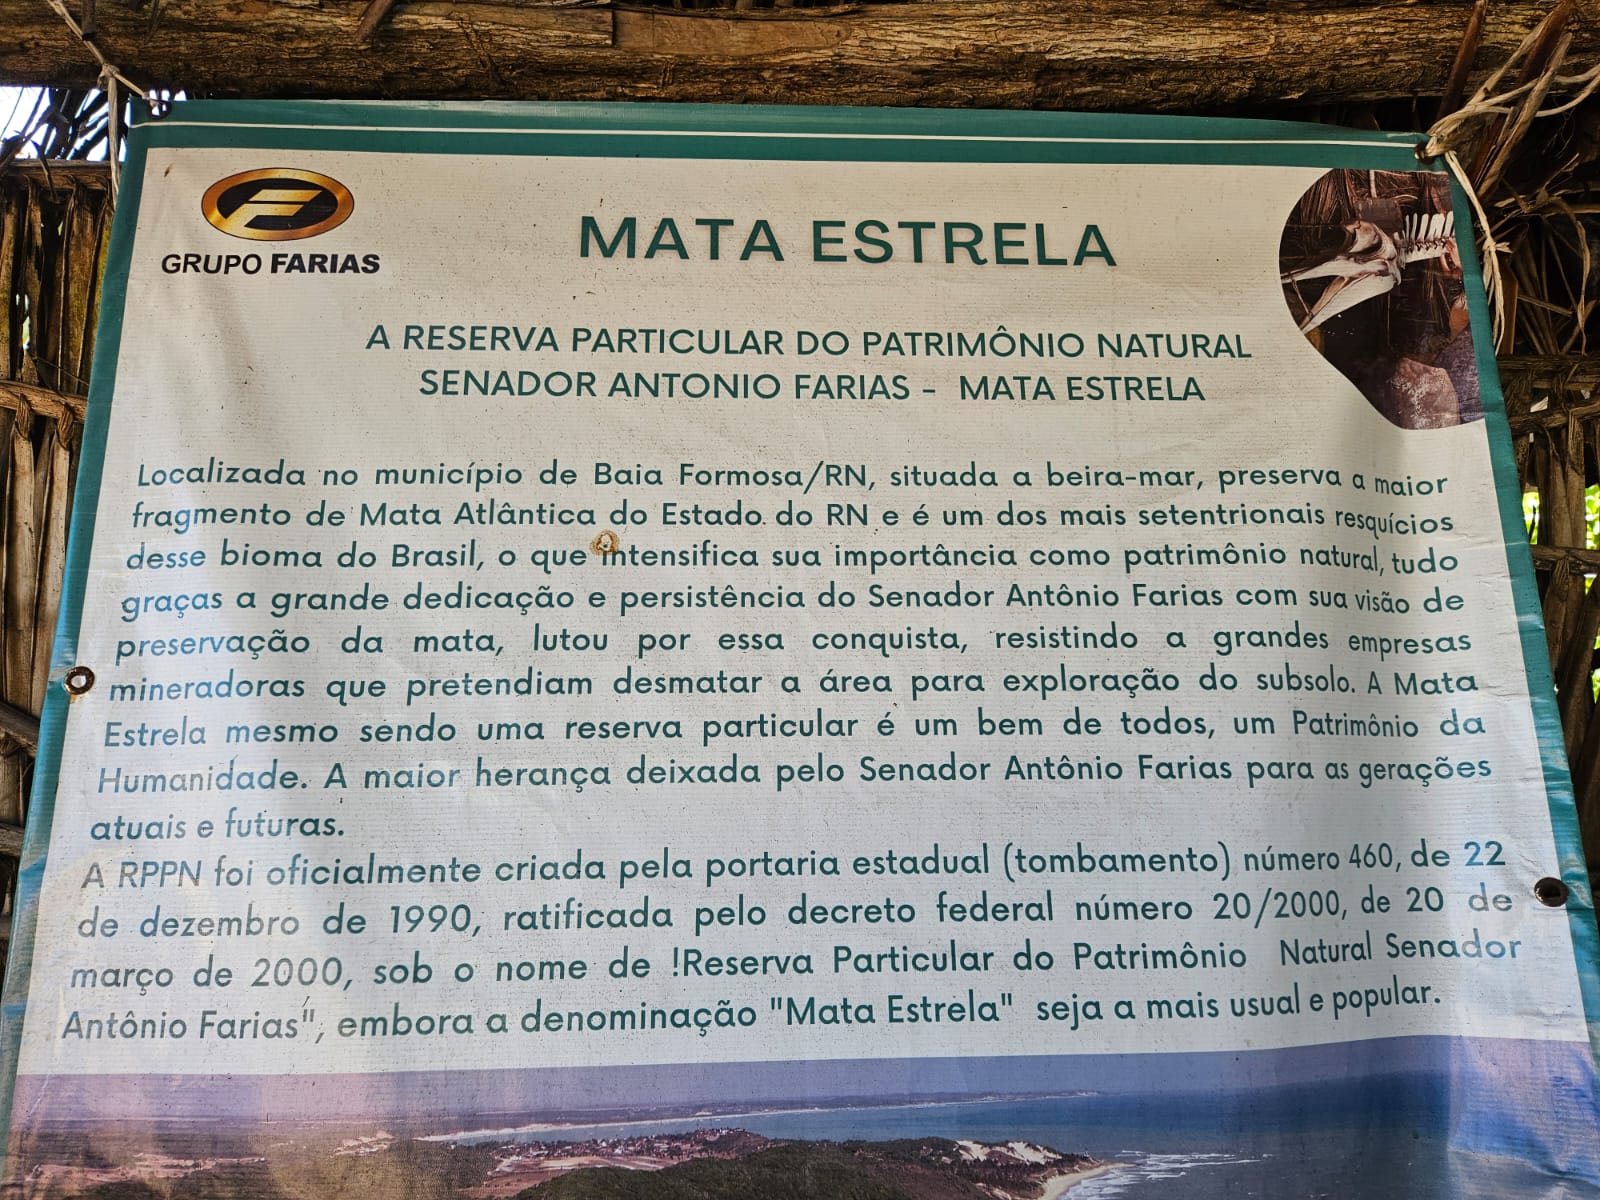 GRUPO FARIAS
MATA ESTRELA
A RESERVA PARTICULAR DO PATRIMÔNIO NATURAL
SENADOR ANTONIO FARIAS - MATA ESTRELA
Localizada no município de Baia Formosa/RN, situada a beira-mar, preserva a maior
fragmento de Mata Atlântica do Estado do RN e é um dos mais setentrionais resquícios
desse bioma do Brasil, o que intensifica sua importância como patrimônio natural, tudo
graças a grande dedicação e persistência do Senador Antônio Farias com sua visão de
preservação da mata, lutou por essa conquista, resistindo a grandes empresas
mineradoras que pretendiam desmatar a área para exploração do subsolo. A Mata
Estrela mesmo sendo uma reserva particular é um bem de todos, um Patrimônio da
Humanidade. A maior herança deixada pelo Senador Antônio Farias para as gerações
atuais e futuras.
A RPPN foi oficialmente criada pela portaria estadual (tombamento) número 460, de 22
de dezembro de 1990, ratificada pelo decreto federal número 20/2000, de 20 de
março de 2000, sob o nome de !Reserva Particular do Patrimônio Natural Senador
Antônio Farias", embora a denominação "Mata Estrela" seja a mais usual e popular.